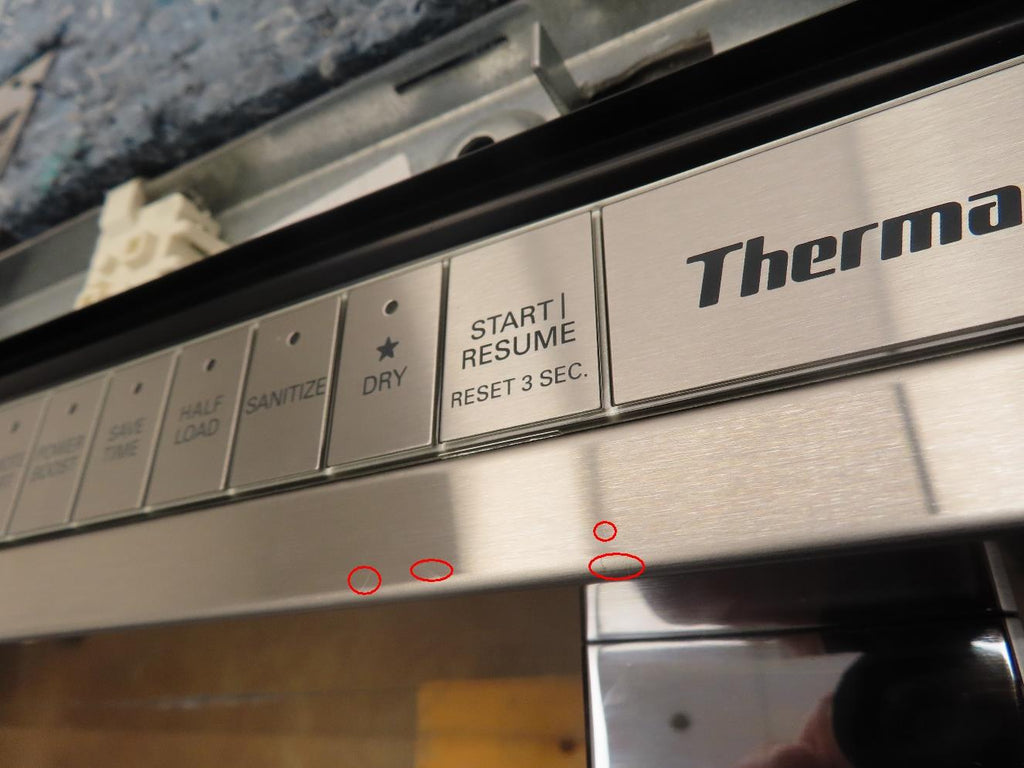 POWER
BOOST
SAVE
TIME
HALF
LOAD
SANITIZE
★
DRY
START |
RESUME
RESET 3 SEC.
Therma